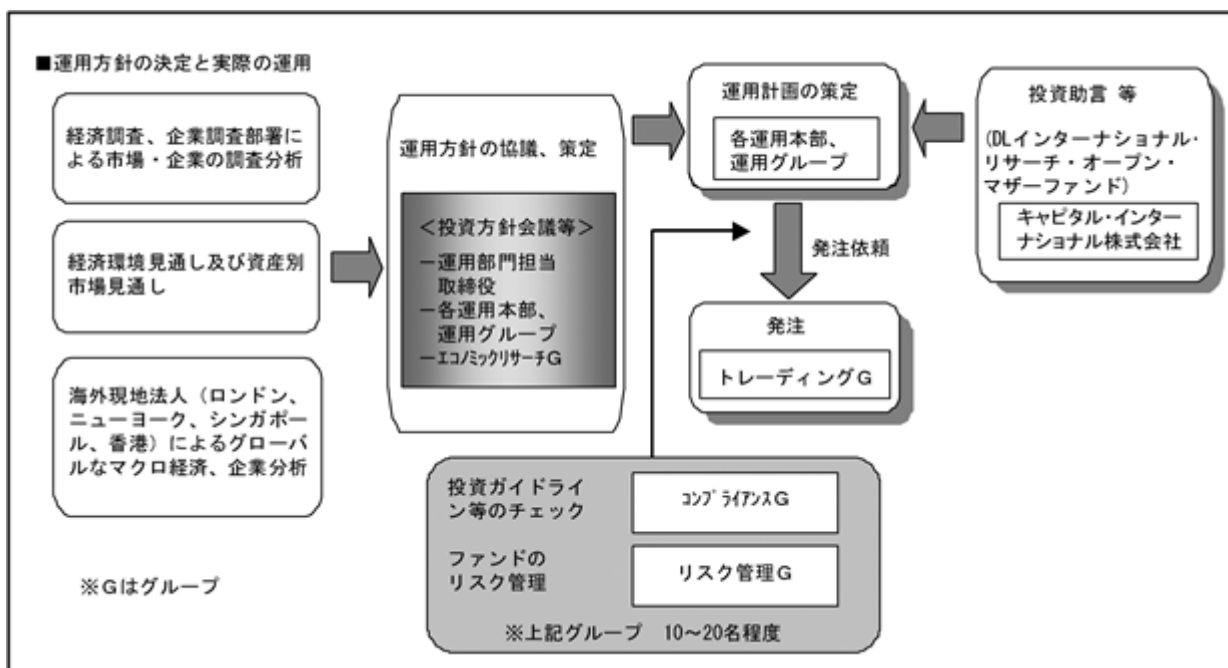 ■運用方針の決定と実際の運用
経済調査、企業調査部署に
よる市場・企業の調査分析
経済環境見通し及び資産別
市場見通し
海外現地法人（ロンドン、
ニューヨーク、シンガポー
ル、香港）によるグローバ
ルなマクロ経済、企業分析
※Gはグループ
運用方針の協議、策定
＜投資方針会議等＞
－運用部門担当
取締役
－各運用本部、
運用グループ
－ｴｺﾉﾐｯｸﾘｻｰﾁG
運用計画の策定
各運用本部、
運用グループ
発注依頼
発注
トレーディングG
投資助言 等
(DLインターナショナル・
リサーチ・オープン・
マザーファンド)
キャピタル・インター
ナショナル株式会社
投資ガイドライ
ン等のチェック
ｺﾝﾌﾟﾗｲｱﾝｽG
ファンドの
リスク管理
リスク管理G
※上記グループ 10～20名程度